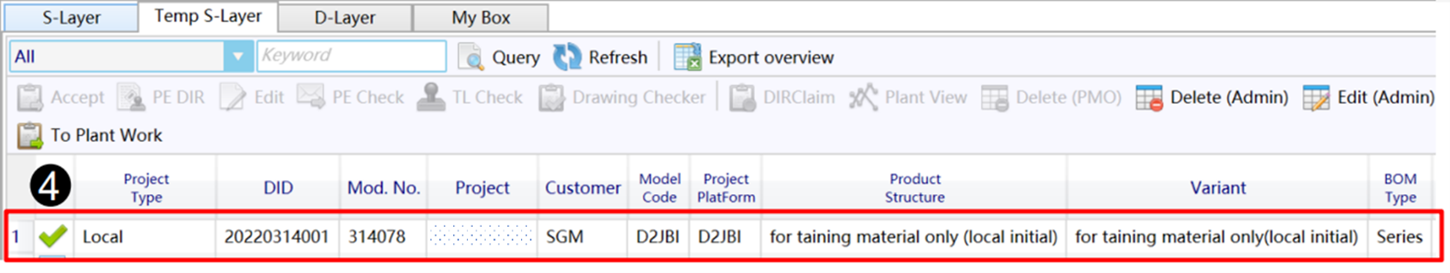 S-Layer Temp S-Layer D-Layer My Box
All Keyword Query Refresh Export overview
Accept PE DIR Edit PE Check TL Check Drawing Checker DIRClaim Plant View Delete (PMO) Delete (Admin) Edit (Admin)
To Plant Work
4 Project Type DID Mod. No. Project Customer Model Code Project PlatForm Product Structure Variant BOM Type
1 Local 20220314001 314078 SGM D2JBI D2JBI for taining material only (local initial) for taining material only(local initial) Series